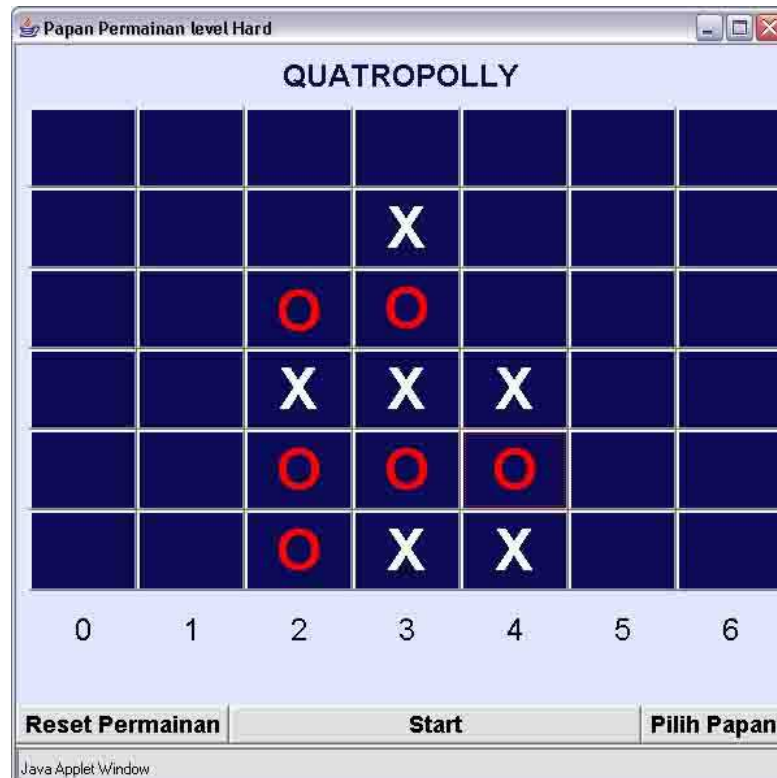 Papan Permainan level Hard
QUATROPOLLY
X
O O
X X X
O O O
O X X
0 1 2 3 4 5 6
Reset Permainan Start Pilih Papan
Java Applet Window